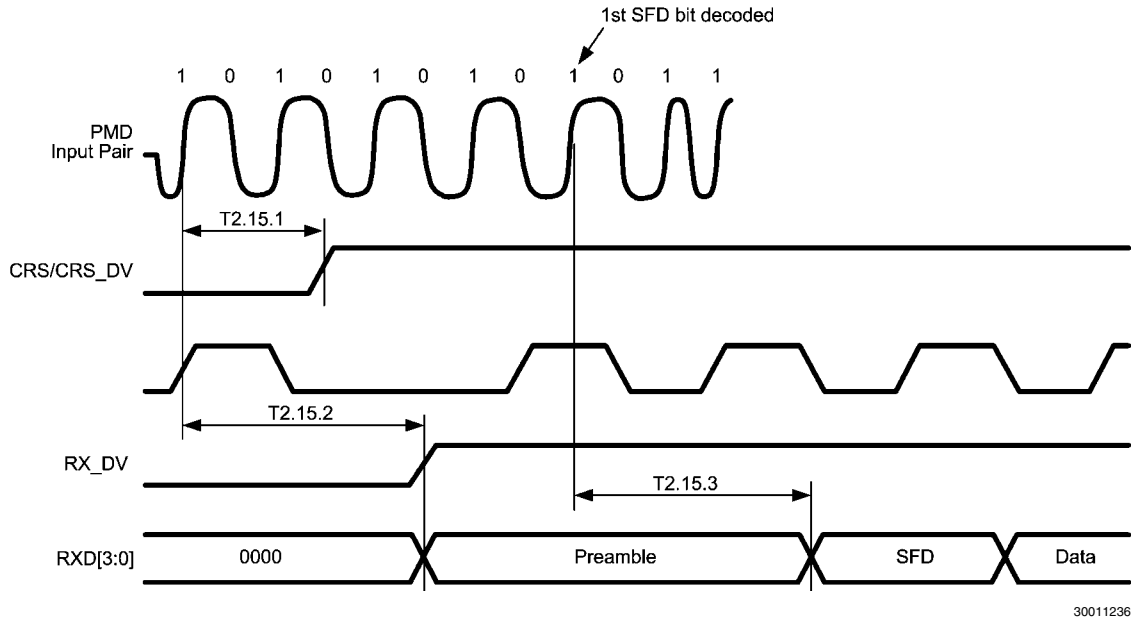 1st SFD bit decoded
1 0 1 0 1 0 1 0 1 0 1 1
PMD
Input Pair
T2.15.1
CRS/CRS_DV
T2.15.2
RX_DV
T2.15.3
RXD[3:0]
0000
Preamble
SFD
Data
30011236